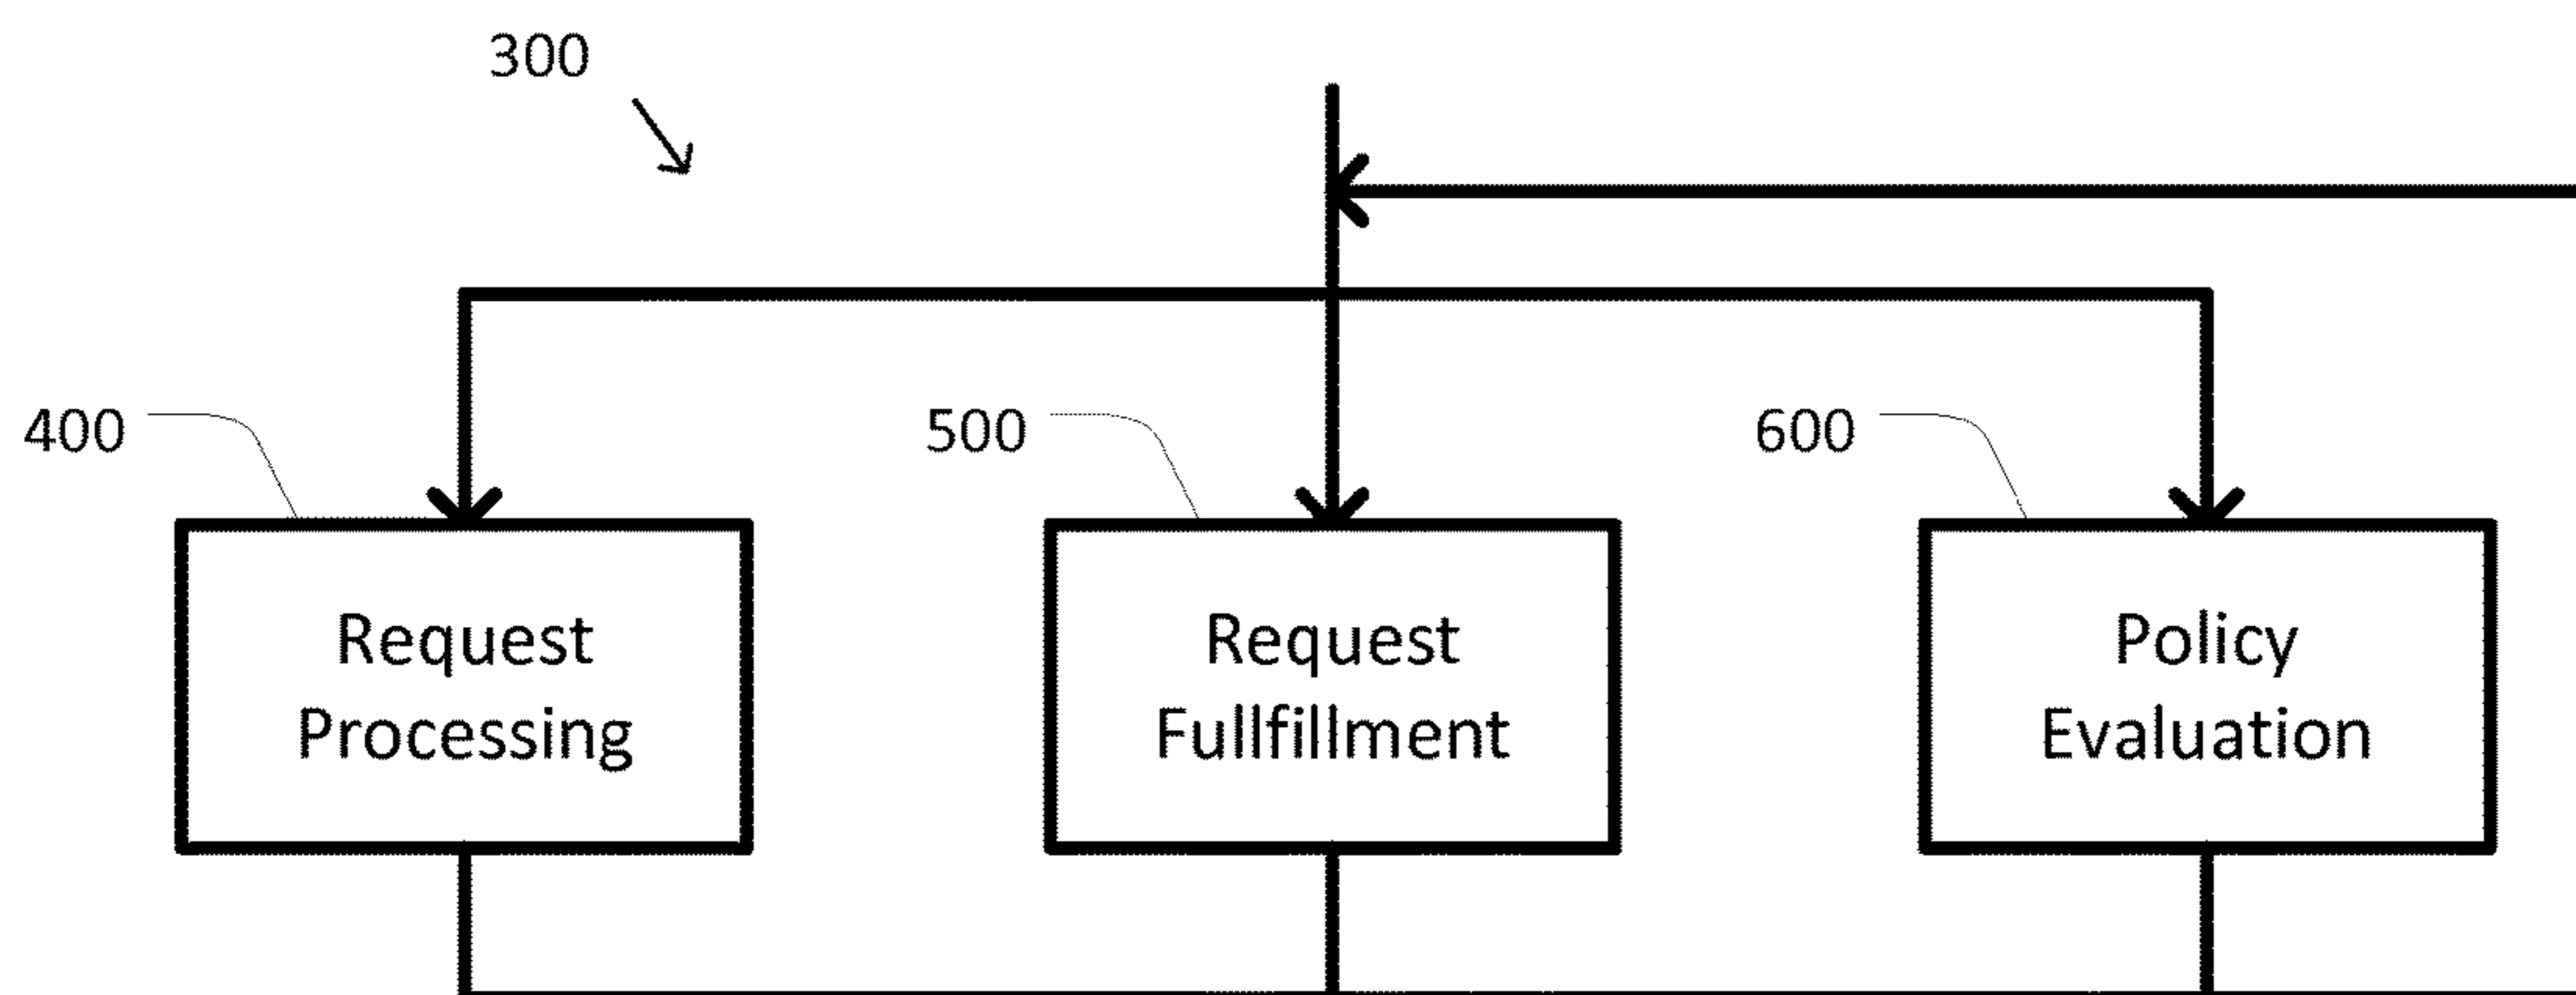 300
400
500
600
Request
Processing
Request
Fullfillment
Policy
Evaluation